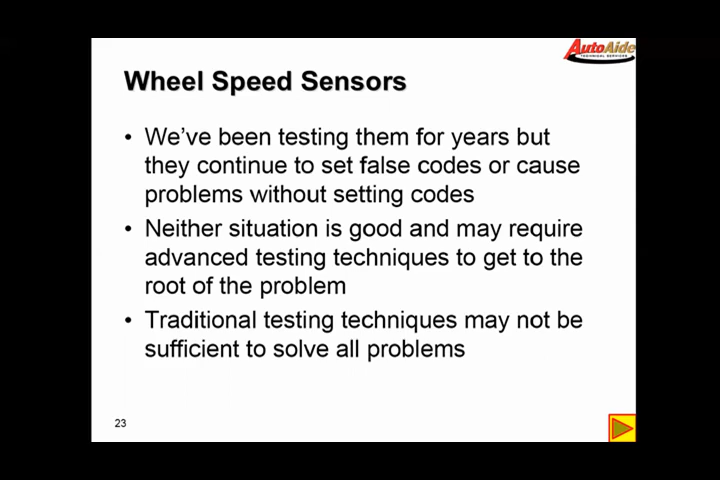 AutoAide
TECHNICAL SERVICES
Wheel Speed Sensors
• We've been testing them for years but
they continue to set false codes or cause
problems without setting codes
• Neither situation is good and may require
advanced testing techniques to get to the
root of the problem
• Traditional testing techniques may not be
sufficient to solve all problems
23